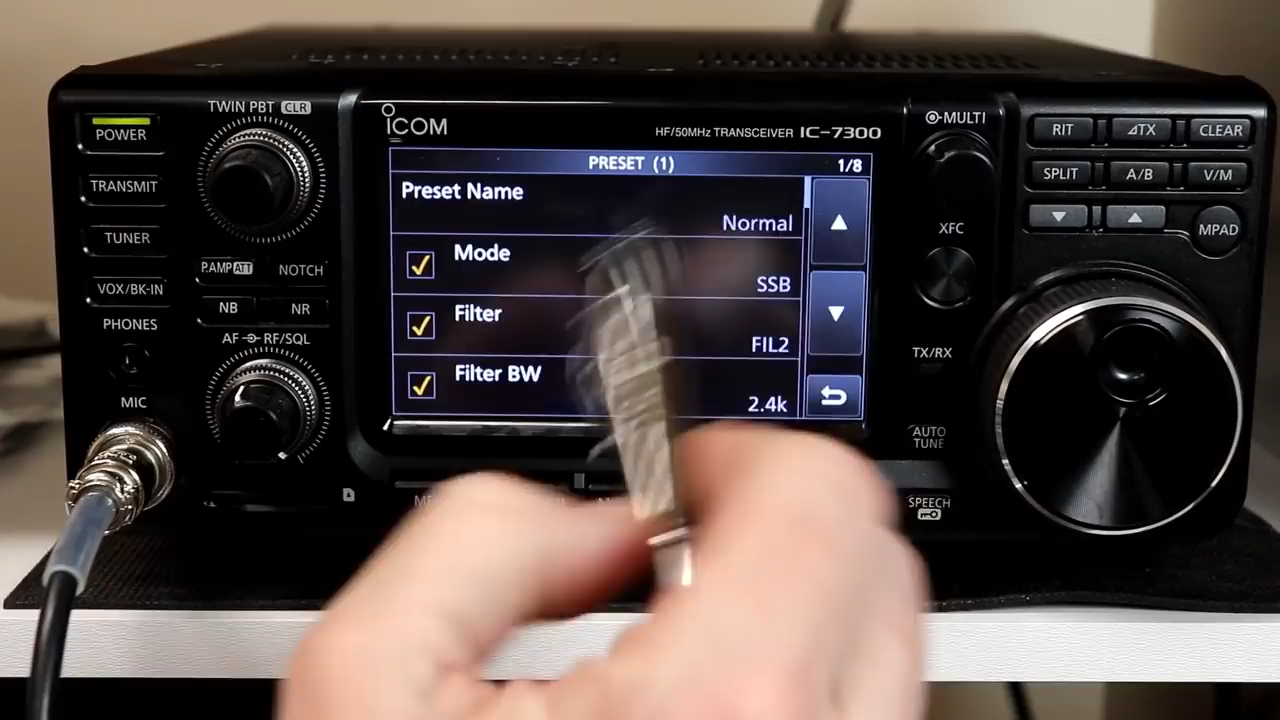 TWIN PBT CLR
POWER
TRANSMIT
TUNER
P.AMP ATT NOTCH
VOX/BK-IN
NB NR
PHONES
AF RF/SQL
MIC
ICOM
HF/50MHz TRANSCEIVER IC-7300
PRESET (1) 1/8
Preset Name
Normal
Mode
SSB
Filter
FIL2
Filter BW
2.4k
MULTI
RIT ⊿TX CLEAR
SPLIT A/B V/M
MPAD
XFC
TX/RX
AUTO
TUNE
SPEECH